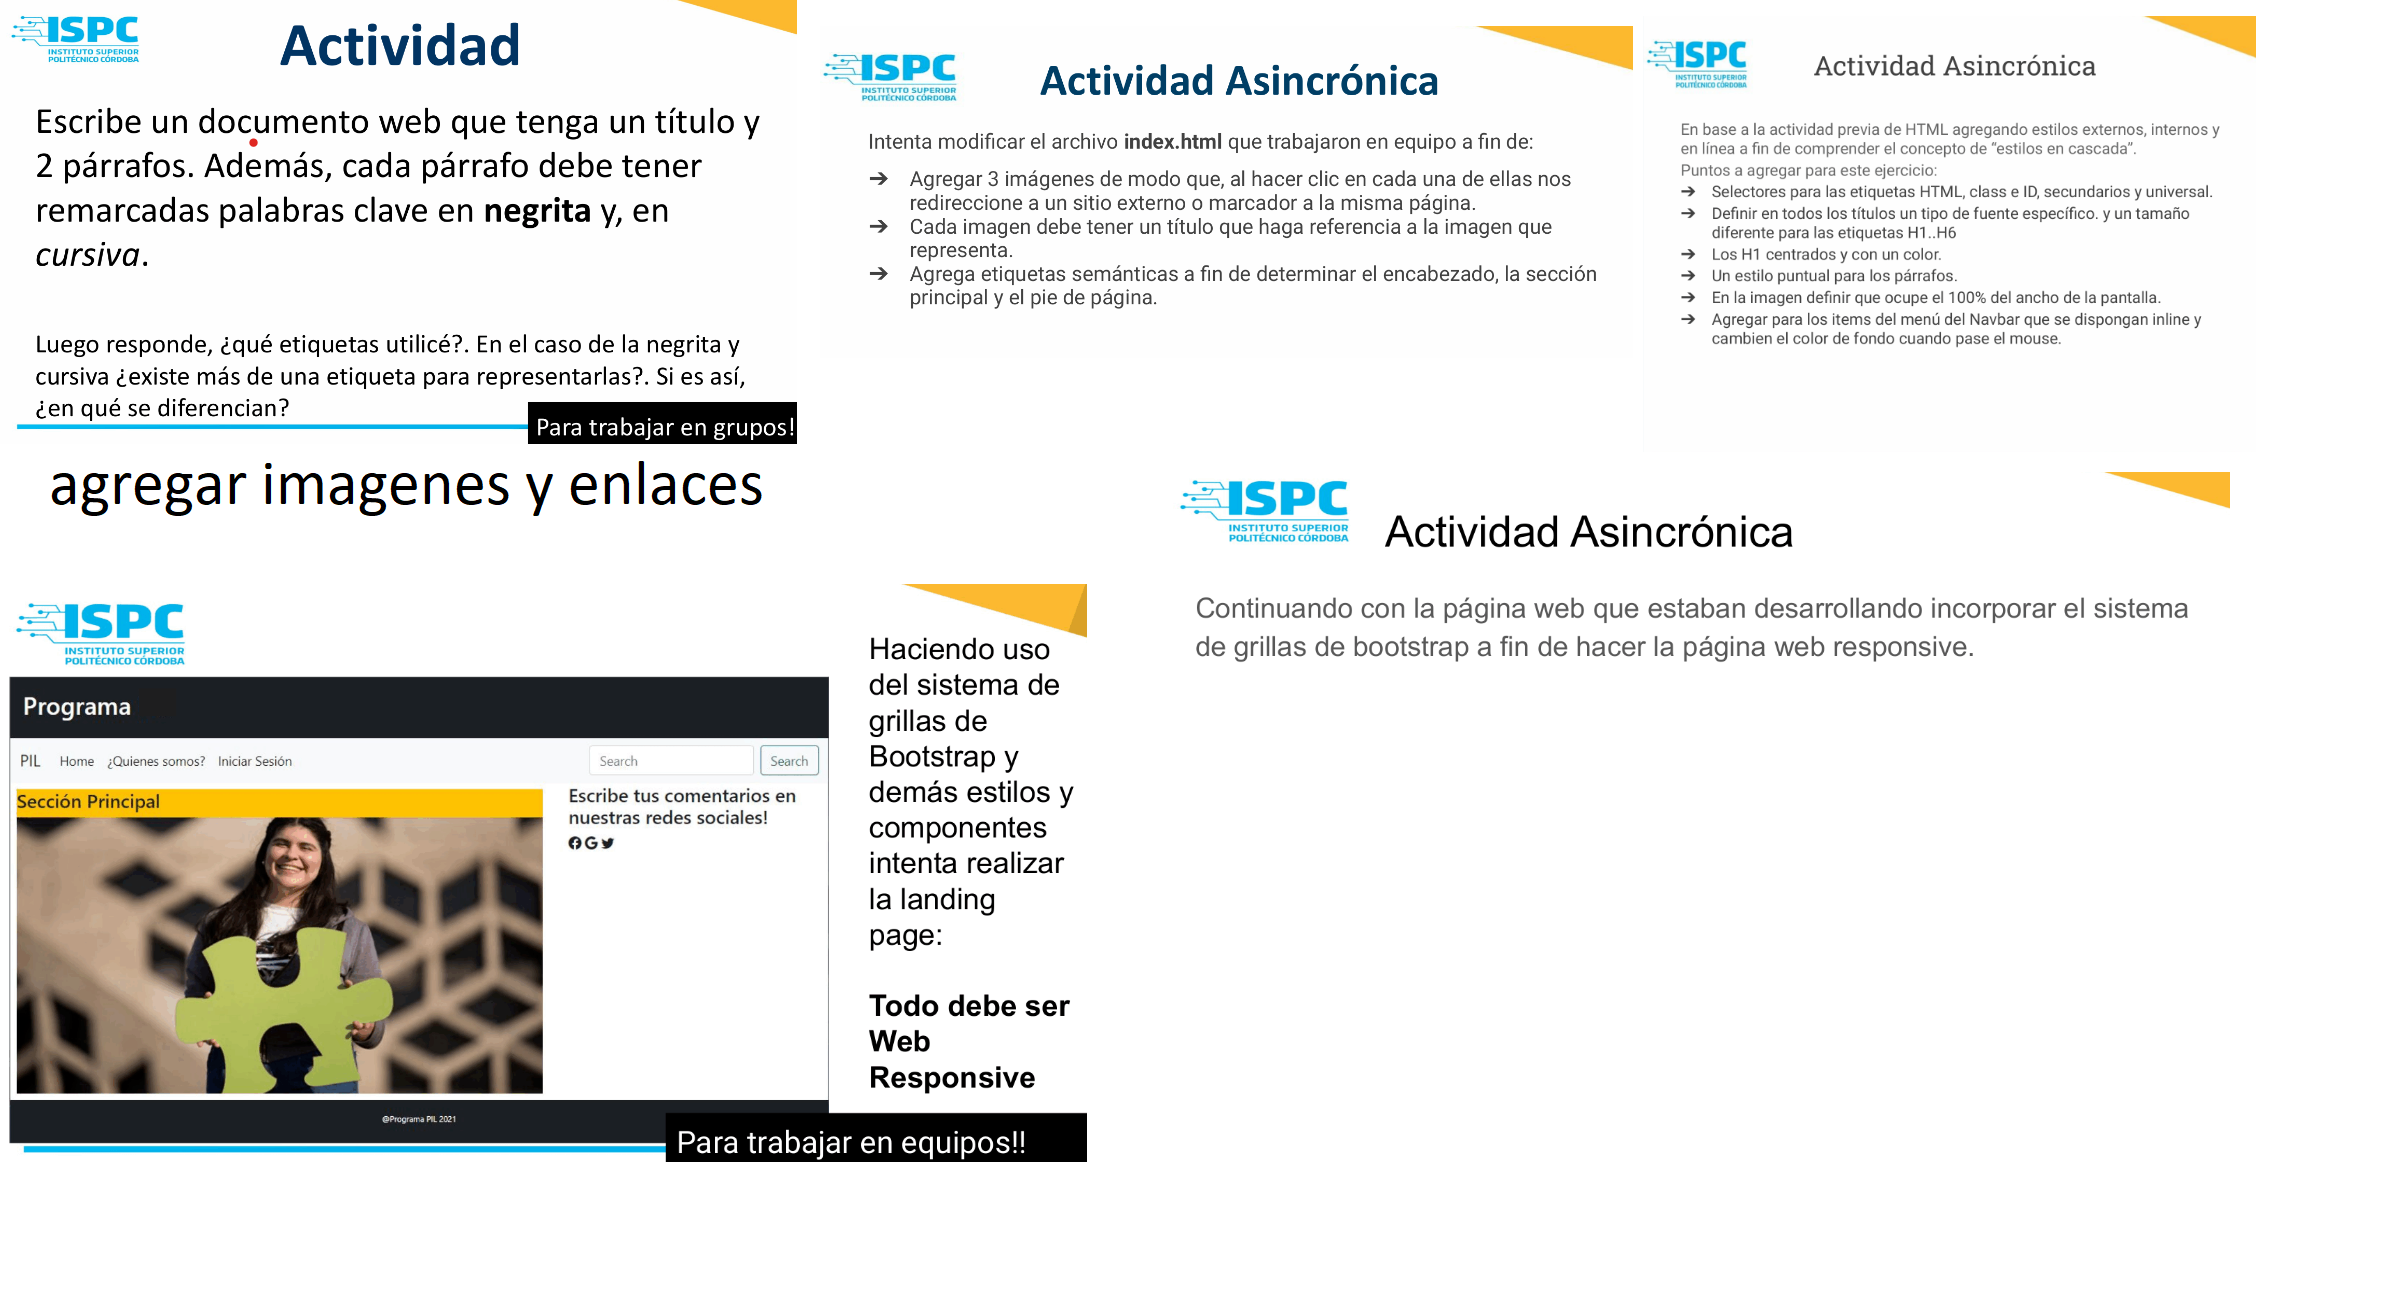 ISPC
INSTITUTO SUPERIOR
POLITÉCNICO CÓRDOBA
Actividad
Escribe un documento web que tenga un título y
2 párrafos. Además, cada párrafo debe tener
remarcadas palabras clave en negrita y, en
cursiva.
Luego responde, ¿qué etiquetas utilicé?. En el caso de la negrita y
cursiva ¿existe más de una etiqueta para representarlas?. Si es así,
¿en qué se diferencian?
Para trabajar en grupos!
agregar imagenes y enlaces
ISPC
INSTITUTO SUPERIOR
POLITÉCNICO CÓRDOBA
Actividad Asincrónica
Intenta modificar el archivo index.html que trabajaron en equipo a fin de:
➔ Agregar 3 imágenes de modo que, al hacer clic en cada una de ellas nos
redireccione a un sitio externo o marcador a la misma página.
➔ Cada imagen debe tener un título que haga referencia a la imagen que
representa.
➔ Agrega etiquetas semánticas a fin de determinar el encabezado, la sección
principal y el pie de página.
ISPC
INSTITUTO SUPERIOR
POLITÉCNICO CÓRDOBA
Actividad Asincrónica
En base a la actividad previa de HTML agregando estilos externos, internos y
en línea a fin de comprender el concepto de “estilos en cascada”.
Puntos a agregar para este ejercicio:
➔ Selectores para las etiquetas HTML, class e ID, secundarios y universal.
➔ Definir en todos los títulos un tipo de fuente específico. y un tamaño
diferente para las etiquetas H1..H6
➔ Los H1 centrados y con un color.
➔ Un estilo puntual para los párrafos.
➔ En la imagen definir que ocupe el 100% del ancho de la pantalla.
➔ Agregar para los items del menú del Navbar que se dispongan inline y
cambien el color de fondo cuando pase el mouse.
ISPC
INSTITUTO SUPERIOR
POLITÉCNICO CÓRDOBA
Programa
PIL Home ¿Quienes somos? Iniciar Sesión Search Search
Sección Principal
Escribe tus comentarios en
nuestras redes sociales!
@Programa PIL 2021
Haciendo uso
del sistema de
grillas de
Bootstrap y
demás estilos y
componentes
intenta realizar
la landing
page:
Todo debe ser
Web
Responsive
Para trabajar en equipos!!
ISPC
INSTITUTO SUPERIOR
POLITÉCNICO CÓRDOBA
Actividad Asincrónica
Continuando con la página web que estaban desarrollando incorporar el sistema
de grillas de bootstrap a fin de hacer la página web responsive.